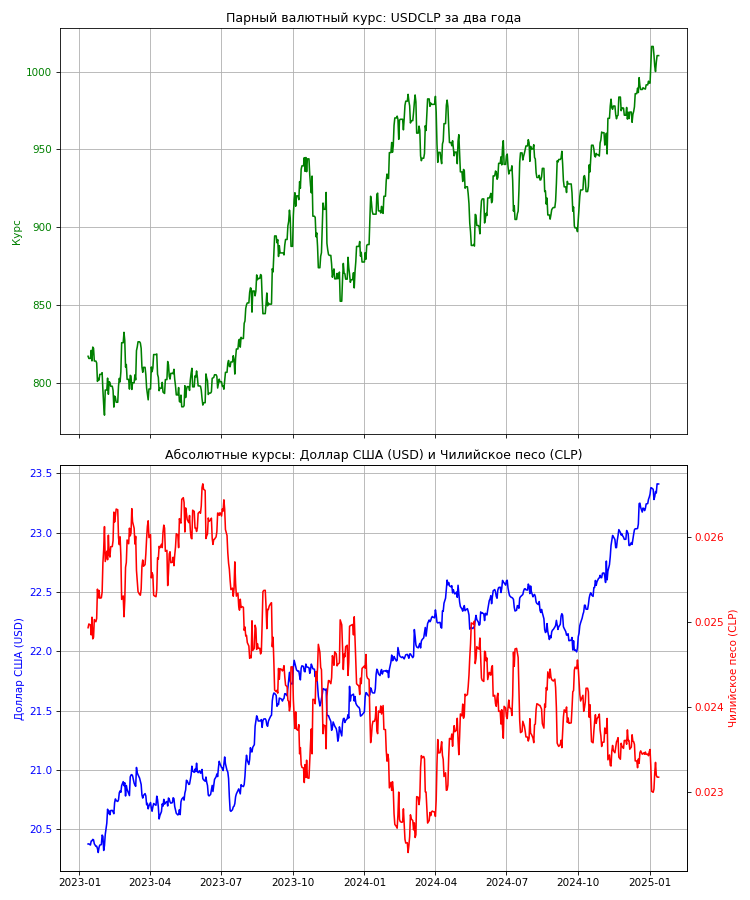 Парный валютный курс: USDCLP за два года
1000
950
900
850
800
Курс
Абсолютные курсы: Доллар США (USD) и Чилийское песо (CLP)
23.5
23.0
22.5
22.0
21.5
21.0
20.5
Доллар США (USD)
0.026
0.025
0.024
0.023
Чилийское песо (CLP)
2023-01 2023-04 2023-07 2023-10 2024-01 2024-04 2024-07 2024-10 2025-01